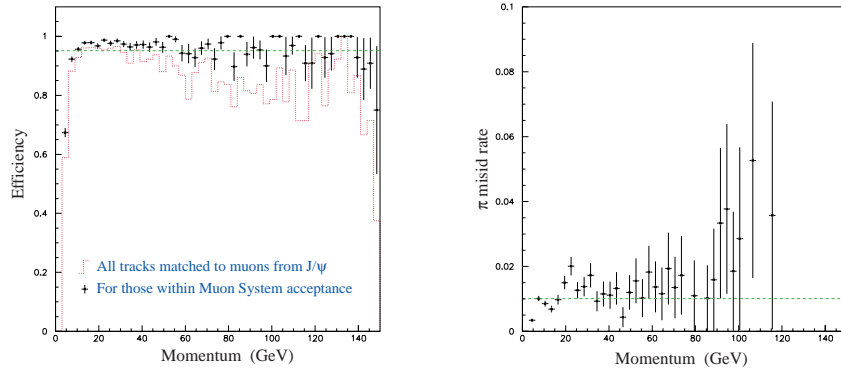 1
0.8
0.6
0.4
0.2
0
0 20 40 60 80 100 120 140
Efficiency
Momentum (GeV)
All tracks matched to muons from J/ψ
For those within Muon System acceptance
0.1
0.08
0.06
0.04
0.02
0
0 20 40 60 80 100 120 140
π misid rate
Momentum (GeV)